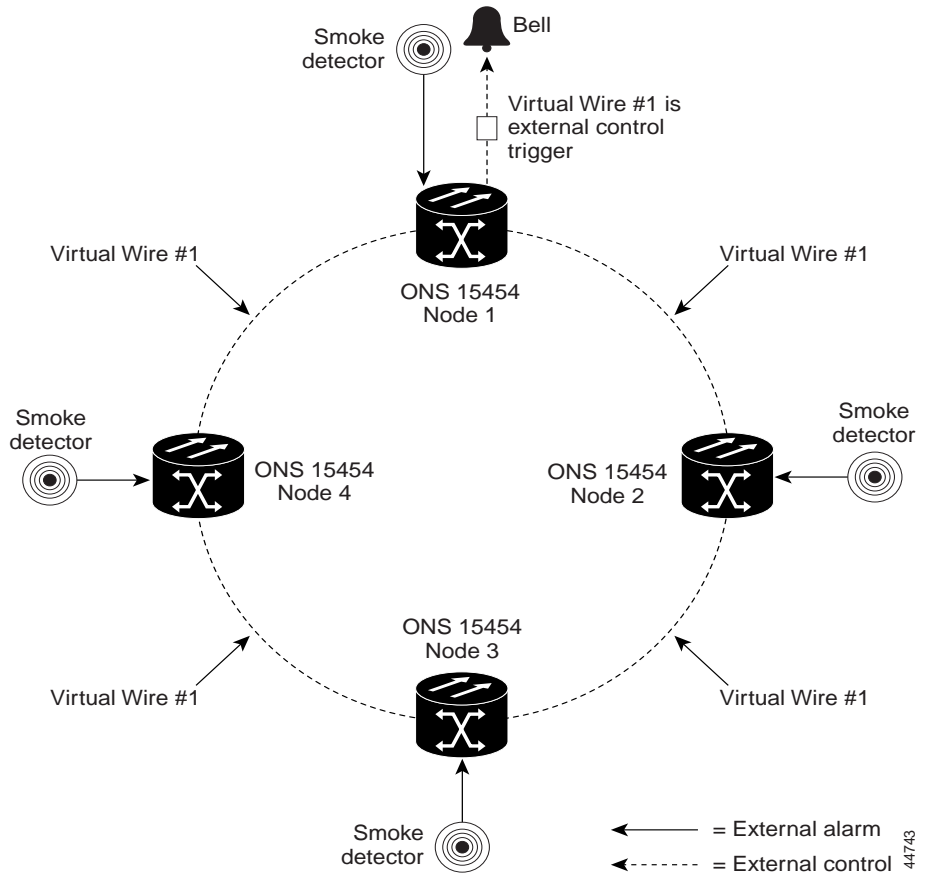 Smoke
detector
Bell
Virtual Wire #1 is
external control
trigger
Virtual Wire #1
Virtual Wire #1
ONS 15454
Node 1
Smoke
detector
ONS 15454
Node 4
ONS 15454
Node 2
Smoke
detector
ONS 15454
Node 3
Virtual Wire #1
Virtual Wire #1
Smoke
detector
= External alarm
= External control
44743